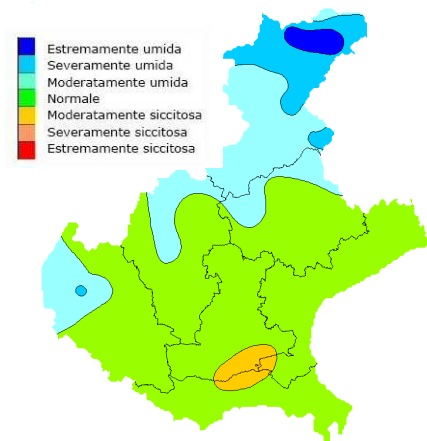 Estremamente umida
Severamente umida
Moderatamente umida
Normale
Moderatamente siccitosa
Severamente siccitosa
Estremamente siccitosa